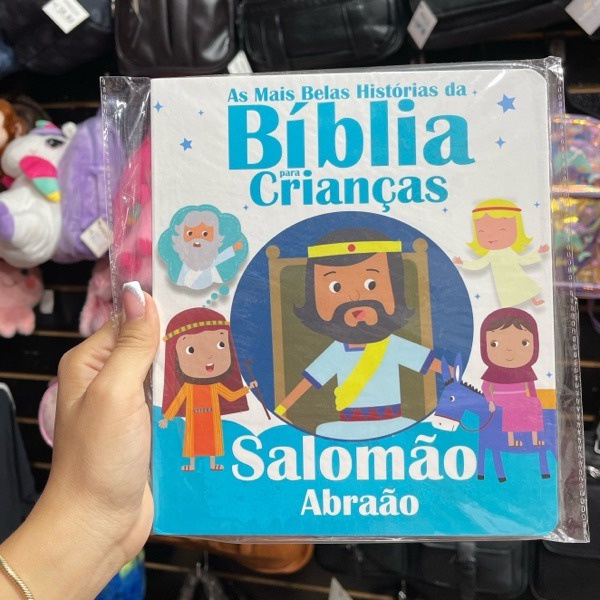 As Mais Belas Histórias da
Bíblia
para
Crianças
Salomão
Abraão